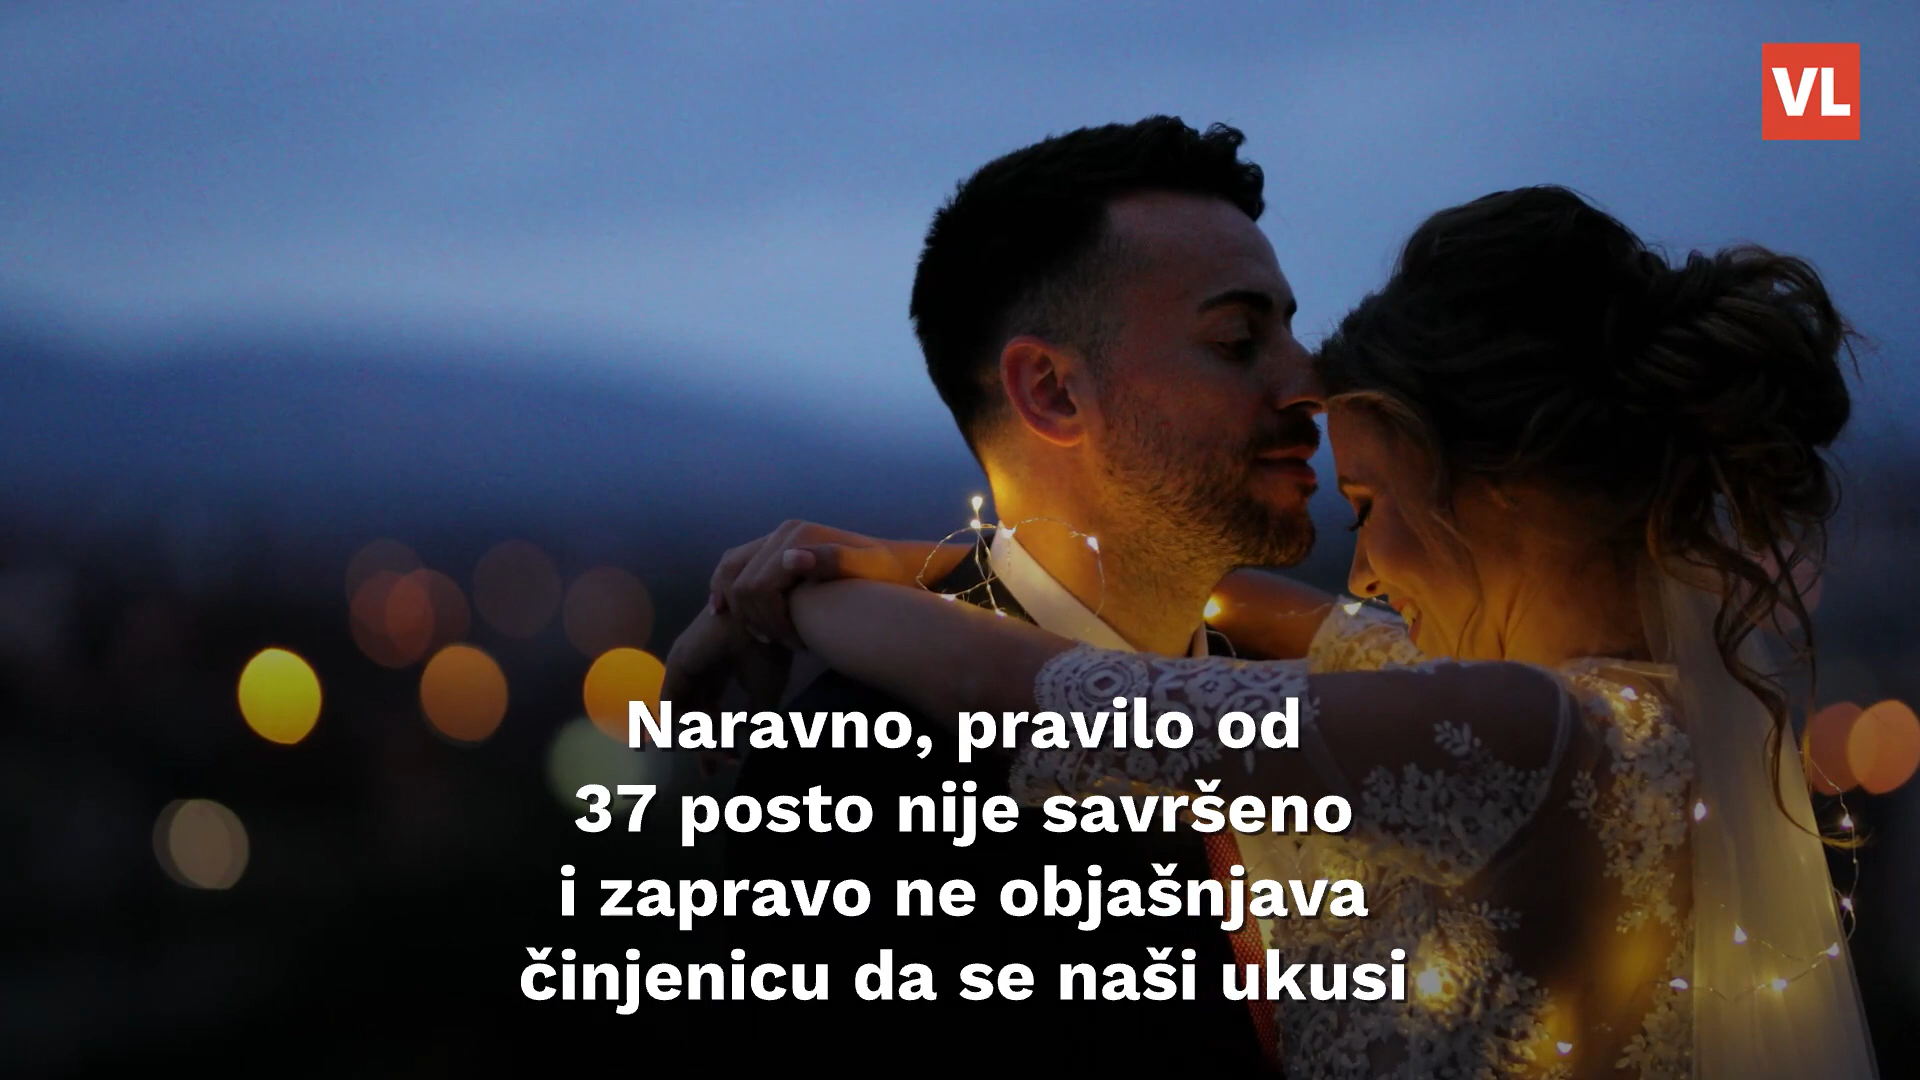 VL
Naravno, pravilo od
37 posto nije savršeno
i zapravo ne objašnjava
činjenicu da se naši ukusi